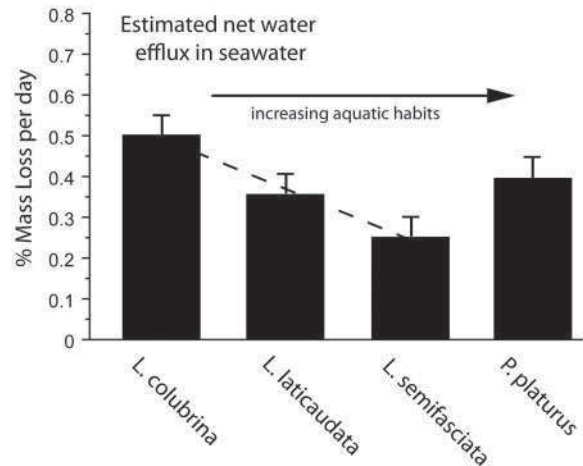 Estimated net water
efflux in seawater
increasing aquatic habits
% Mass Loss per day
0.8
0.7
0.6
0.5
0.4
0.3
0.2
0.1
0
L. colubrina
L. laticaudata
L. semifasciata
P. platurus